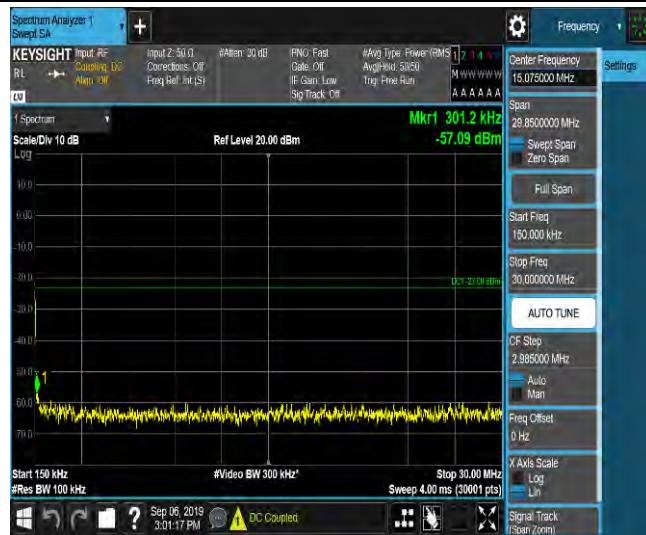 Spectrum Analyzer 1
Swept SA
+
Frequency
KEYSIGHT
RL
Input: RF
Coupling: DC
Align: Off
Input Z: 50 Ω
Corrections: Off
Freq Ref: Int (S)
#Atten: 30 dB
PNO: Fast
Gate: Off
IF Gain: Low
Sig Track: Off
#Avg Type: Power (RMS
Avg|Hold: 50/50
Trig: Free Run
M W W W W W
A A A A A A
Center Frequency
15.075000 MHz
Settings
Span
29.8500000 MHz
Swept Span
Zero Span
Full Span
Start Freq
150.000 kHz
Stop Freq
30.000000 MHz
AUTO TUNE
CF Step
2.985000 MHz
Auto
Man
Freq Offset
0 Hz
X Axis Scale
Log
Lin
Signal Track
(Span Zoom)
1 Spectrum
Scale/Div 10 dB
Ref Level 20.00 dBm
Mkr1 301.2 kHz
-57.09 dBm
Log
10.0
0.00
-10.0
-20.0
DL1 -23.00 dBm
-30.0
-40.0
-50.0
1
-60.0
-70.0
Start 150 kHz
#Video BW 300 kHz*
Stop 30.00 MHz
#Res BW 100 kHz
Sweep 4.00 ms (30001 pts)
Sep 06, 2019
3:01:17 PM
DC Coupled